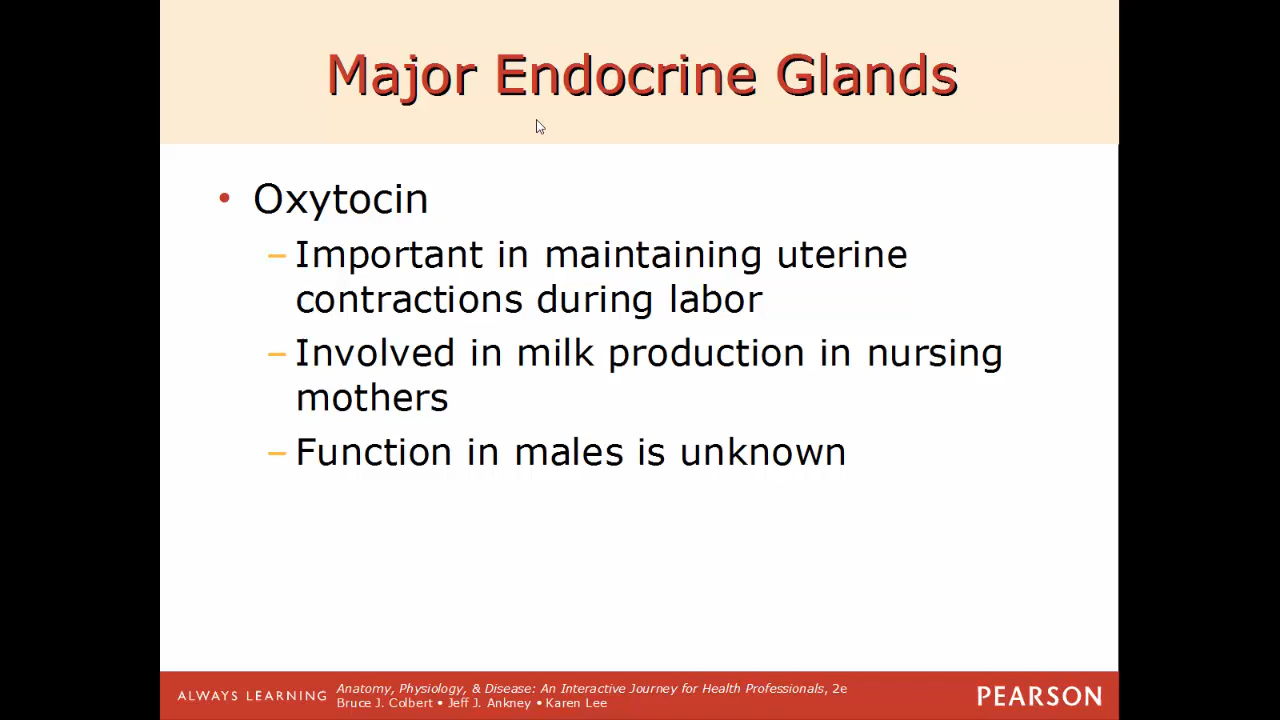 Major Endocrine Glands
• Oxytocin
– Important in maintaining uterine
contractions during labor
– Involved in milk production in nursing
mothers
– Function in males is unknown
ALWAYS LEARNING
Anatomy, Physiology, & Disease: An Interactive Journey for Health Professionals, 2e
Bruce J. Colbert • Jeff J. Ankney • Karen Lee
PEARSON